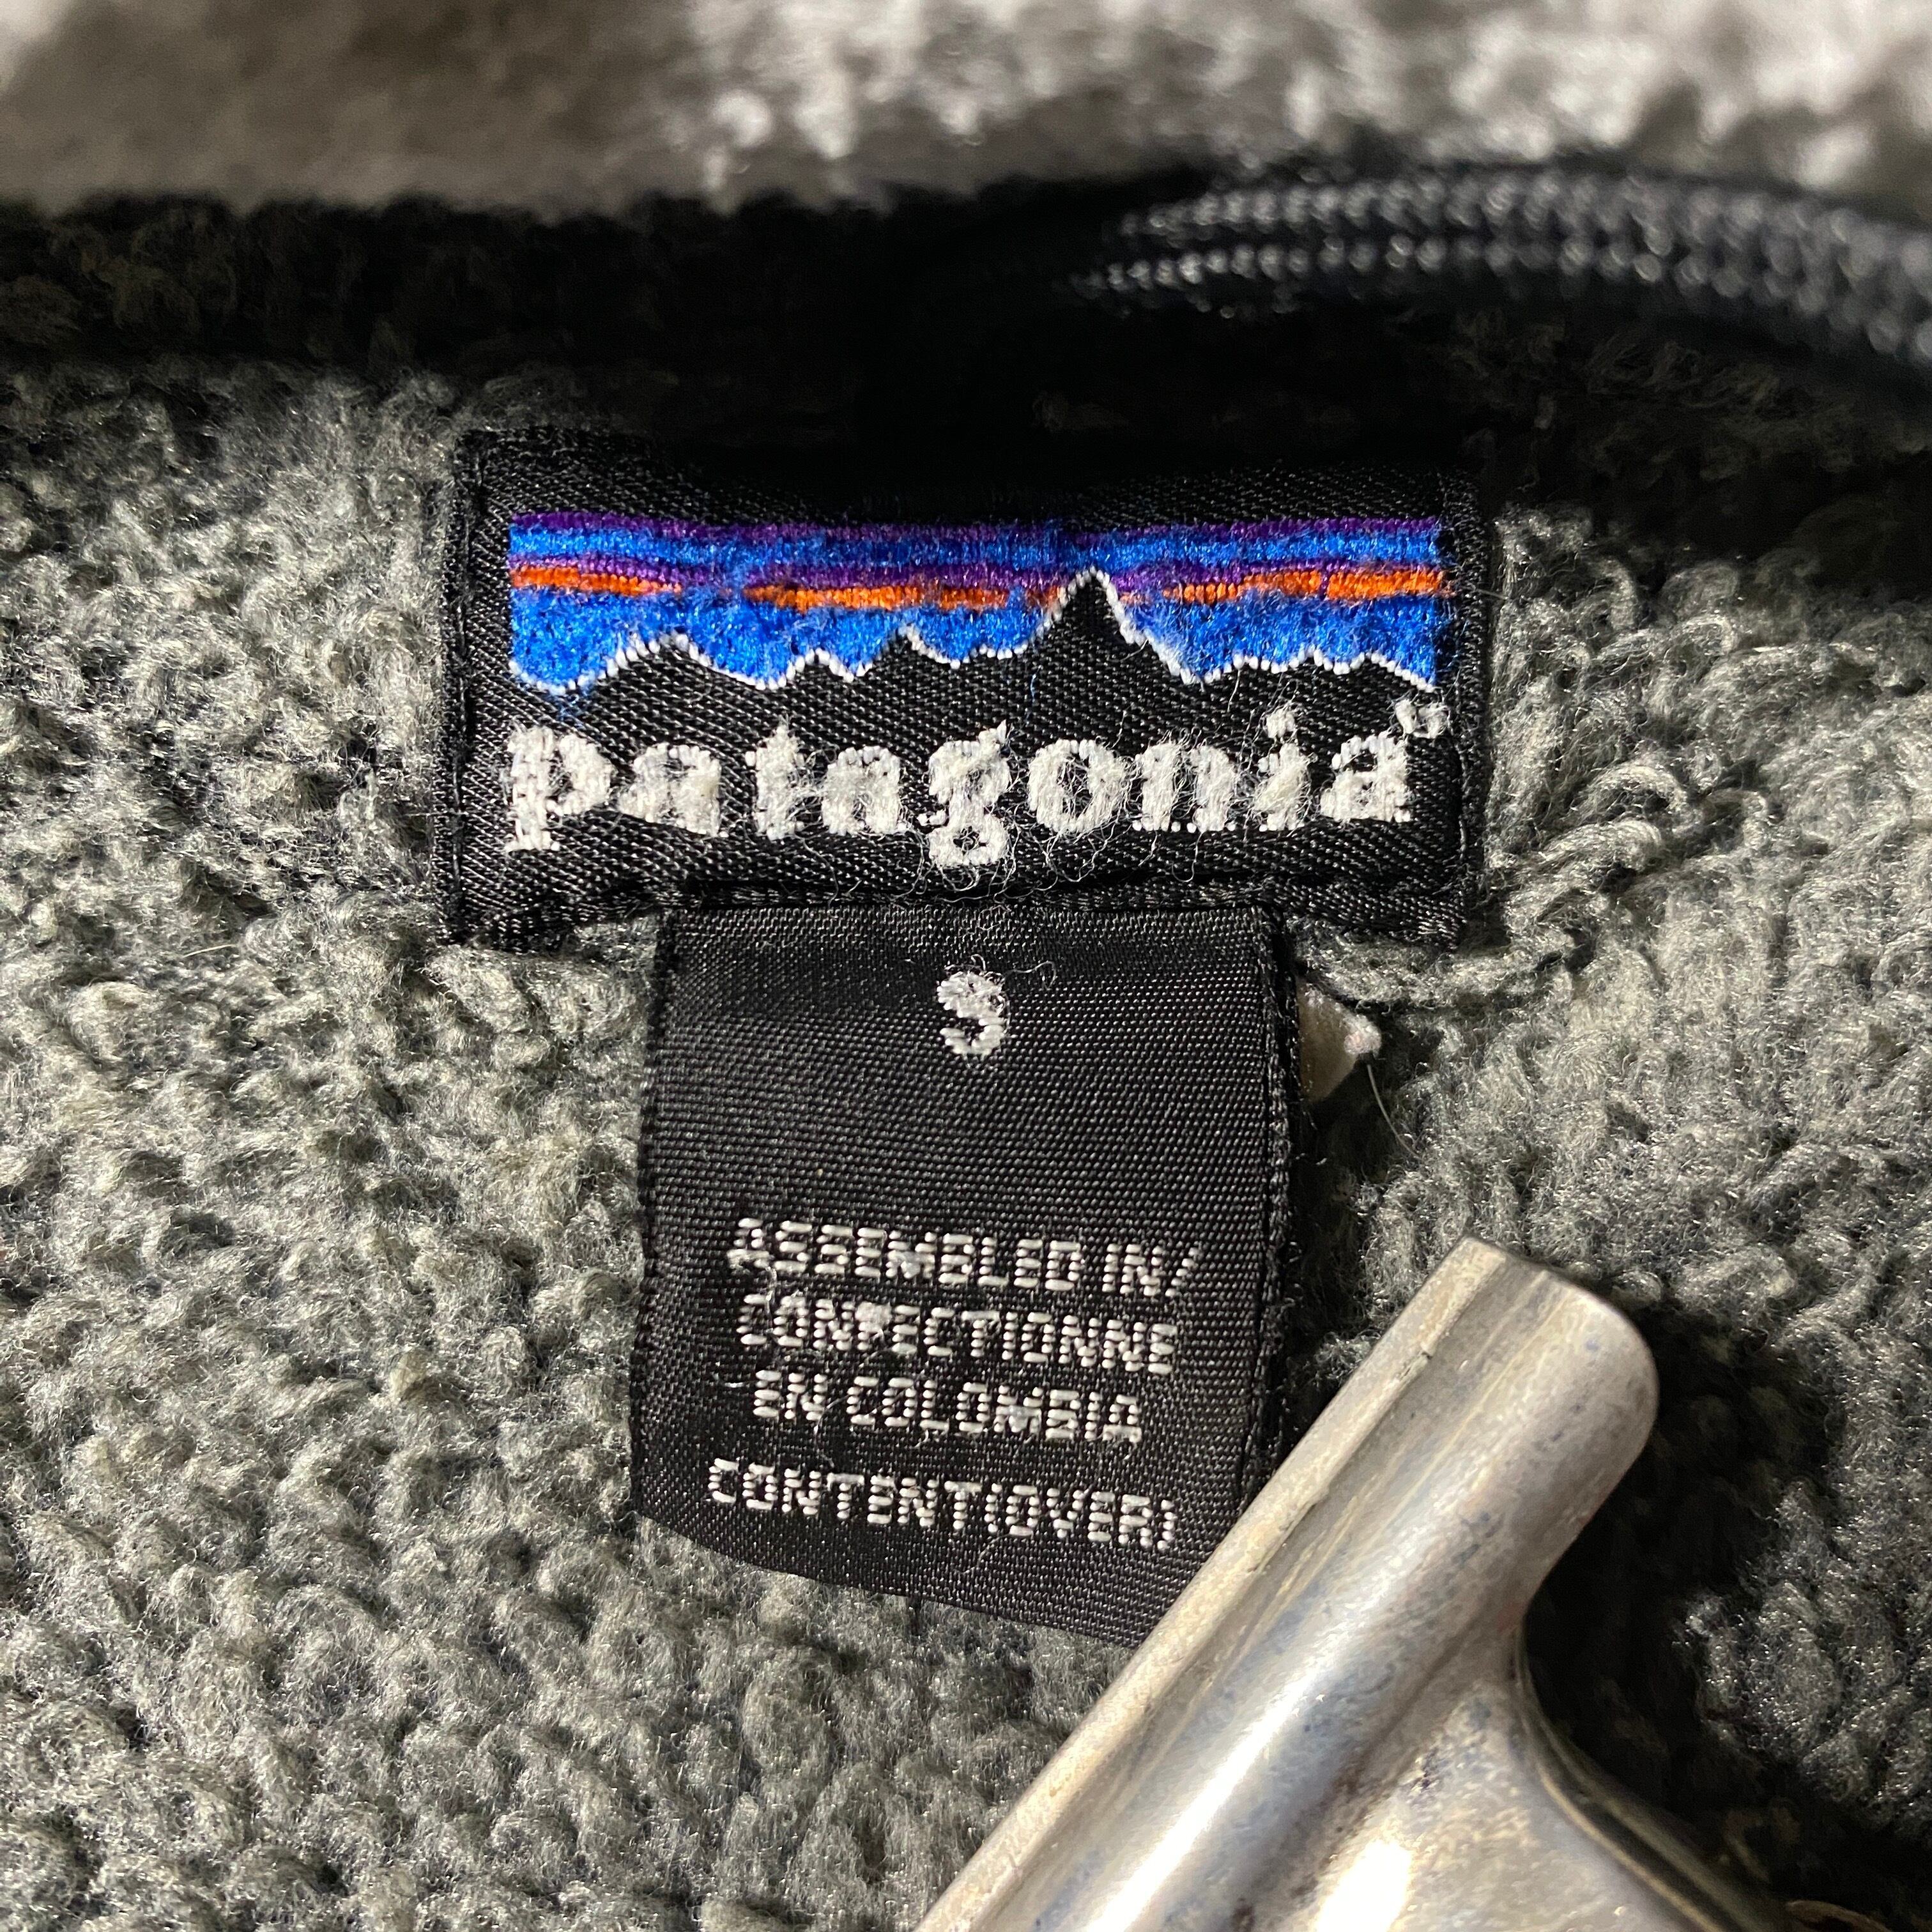 patagonia®
S
ASSEMBLED IN/
CONFECTIONNE
EN COLOMBIA
CONTENT(OVER)